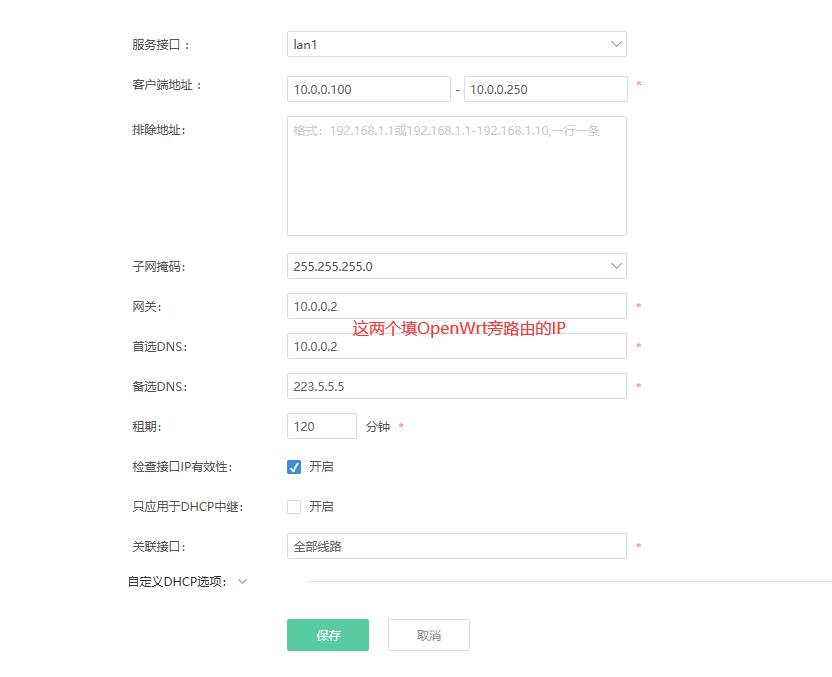 服务接口： lan1
客户端地址： 10.0.0.100 - 10.0.0.250 *
排除地址： 格式：192.168.1.1或192.168.1.1-192.168.1.10,一行一条
子网掩码： 255.255.255.0
网关： 10.0.0.2 *
这两个填OpenWrt旁路由的IP
首选DNS： 10.0.0.2 *
备选DNS： 223.5.5.5 *
租期： 120 分钟 *
检查接口IP有效性： 开启
只应用于DHCP中继： 开启
关联接口： 全部线路 *
自定义DHCP选项：
保存 取消